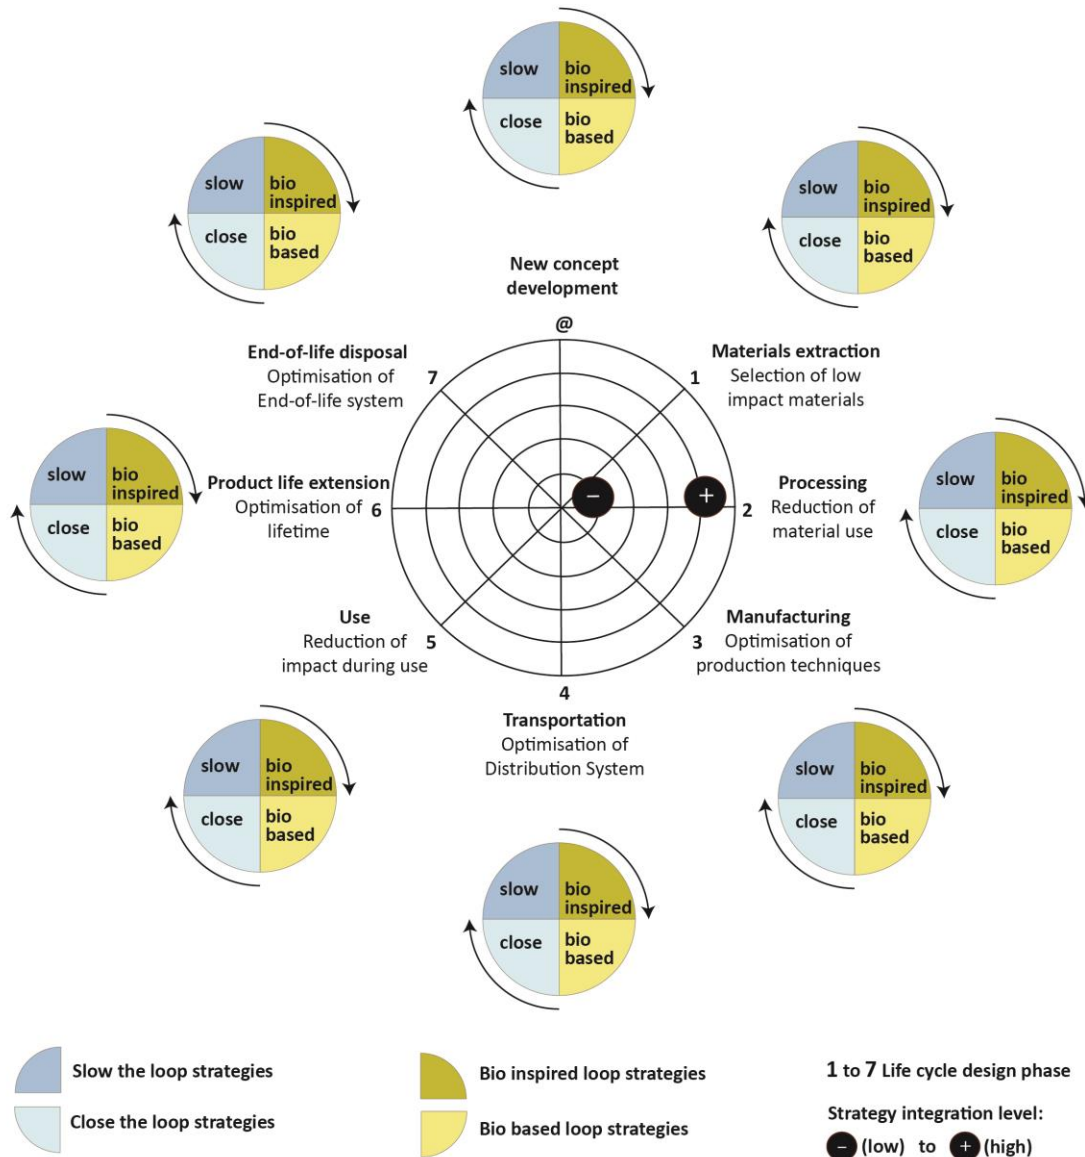 slow
bio
inspired
close
bio
based
slow
bio
inspired
close
bio
based
slow
bio
inspired
close
bio
based
New concept
development
@
End-of-life disposal
Optimisation of
End-of-life system
7
1
Materials extraction
Selection of low
impact materials
slow
bio
inspired
close
bio
based
Product life extension
Optimisation of
lifetime
6
−
+
2
Processing
Reduction of
material use
slow
bio
inspired
close
bio
based
Use
Reduction of
impact during use
5
3
Manufacturing
Optimisation of
production techniques
4
Transportation
Optimisation of
Distribution System
slow
bio
inspired
close
bio
based
slow
bio
inspired
close
bio
based
slow
bio
inspired
close
bio
based
Slow the loop strategies
Close the loop strategies
Bio inspired loop strategies
Bio based loop strategies
1 to 7 Life cycle design phase
Strategy integration level:
− (low) to + (high)